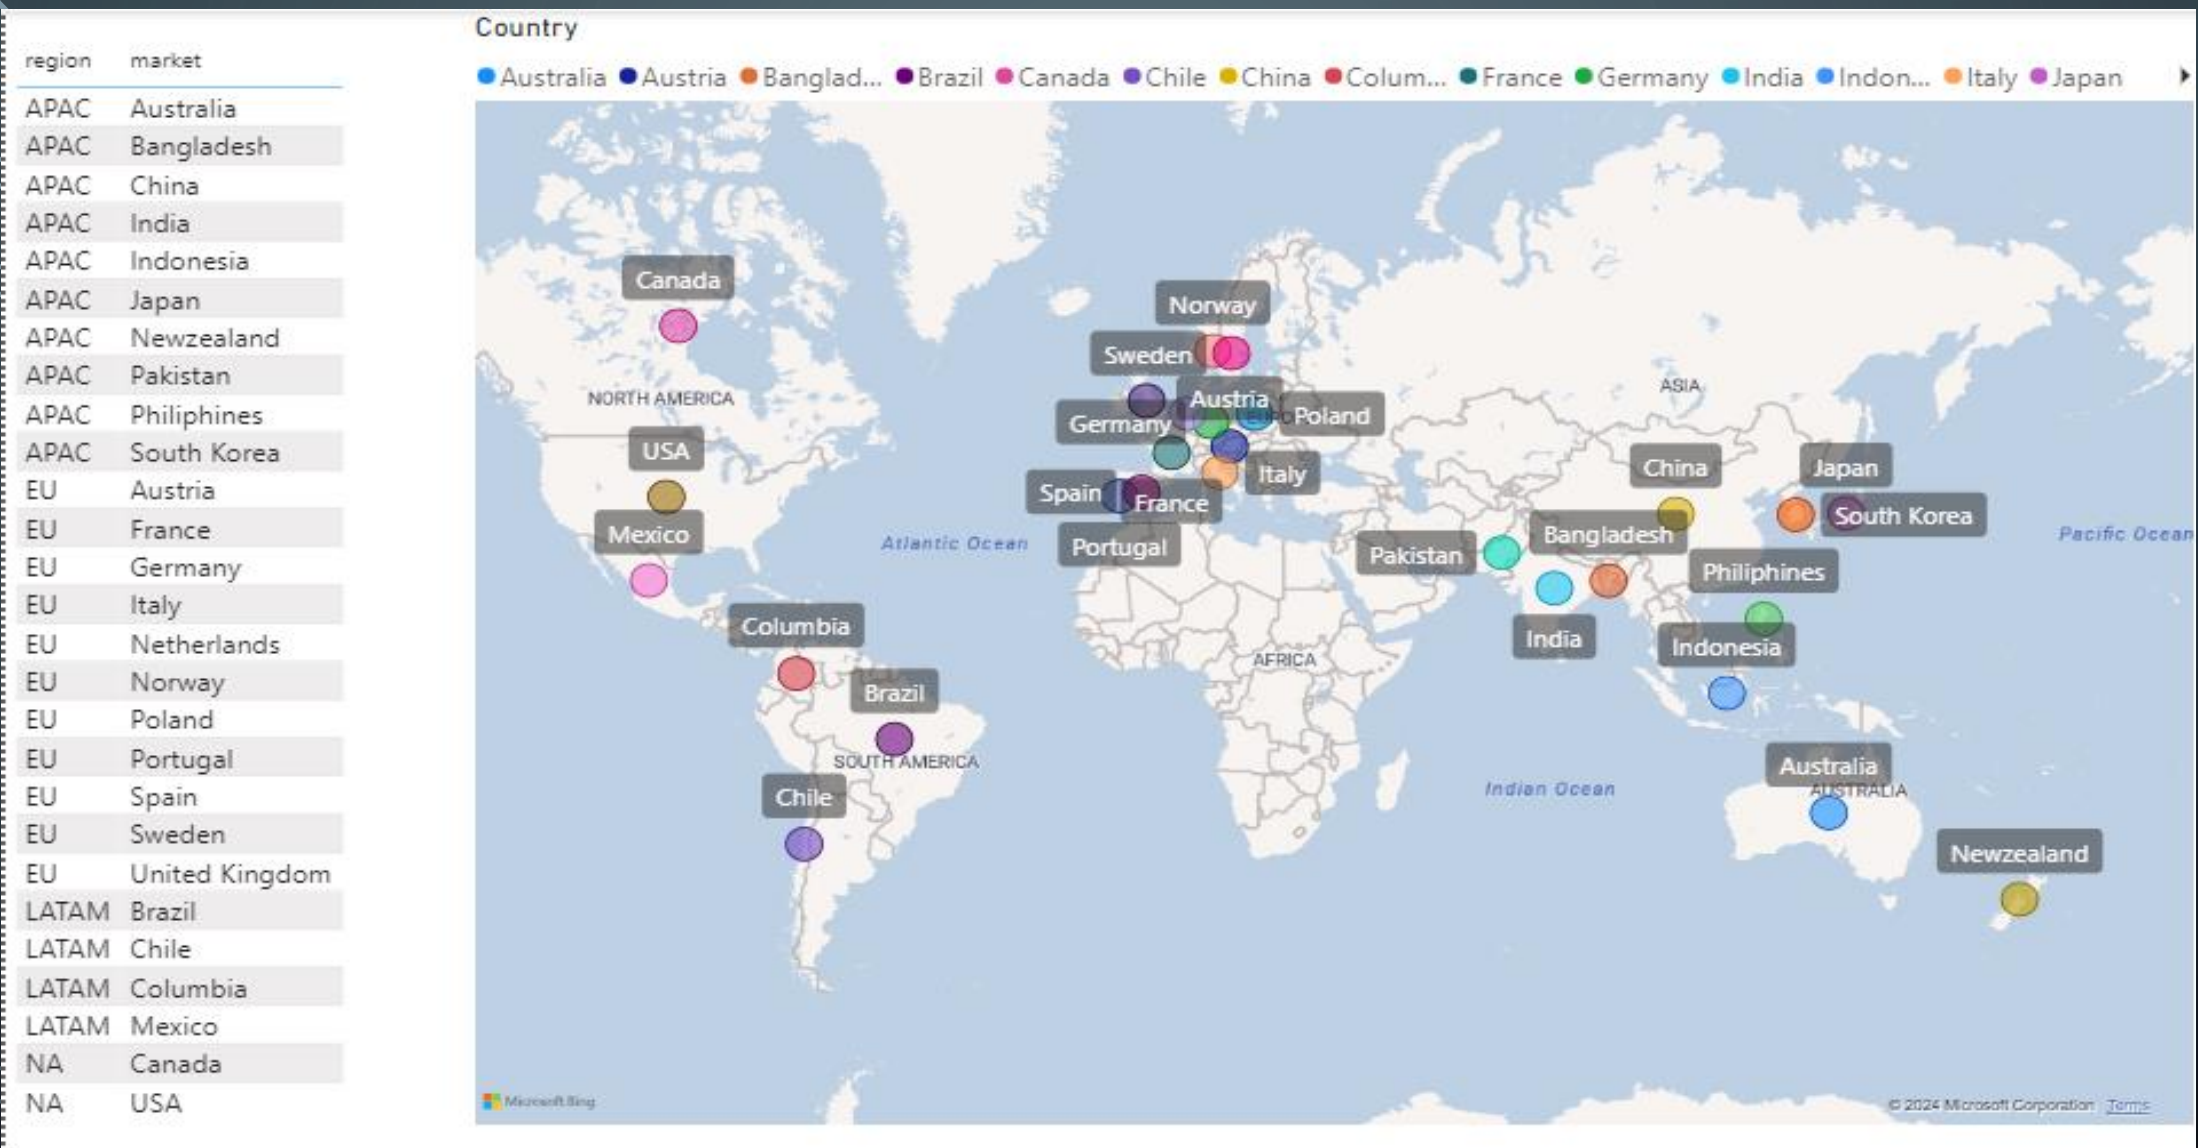 region market
APAC Australia
APAC Bangladesh
APAC China
APAC India
APAC Indonesia
APAC Japan
APAC Newzealand
APAC Pakistan
APAC Philiphines
APAC South Korea
EU Austria
EU France
EU Germany
EU Italy
EU Netherlands
EU Norway
EU Poland
EU Portugal
EU Spain
EU Sweden
EU United Kingdom
LATAM Brazil
LATAM Chile
LATAM Columbia
LATAM Mexico
NA Canada
NA USA
Country
Australia Austria Banglad... Brazil Canada Chile China Colum... France Germany India Indon... Italy Japan
Canada
Norway
Sweden
NORTH AMERICA
ASIA
Austria
Germany
Poland
USA
China
Japan
Italy
Spain
France
South Korea
Mexico
Atlantic Ocean
Portugal
Pakistan
Bangladesh
Pacific Ocean
Philiphines
Columbia
India
Indonesia
AFRICA
Brazil
SOUTH AMERICA
Chile
Indian Ocean
Australia
AUSTRALIA
Newzealand
Microsoft Bing
© 2024 Microsoft Corporation Terms